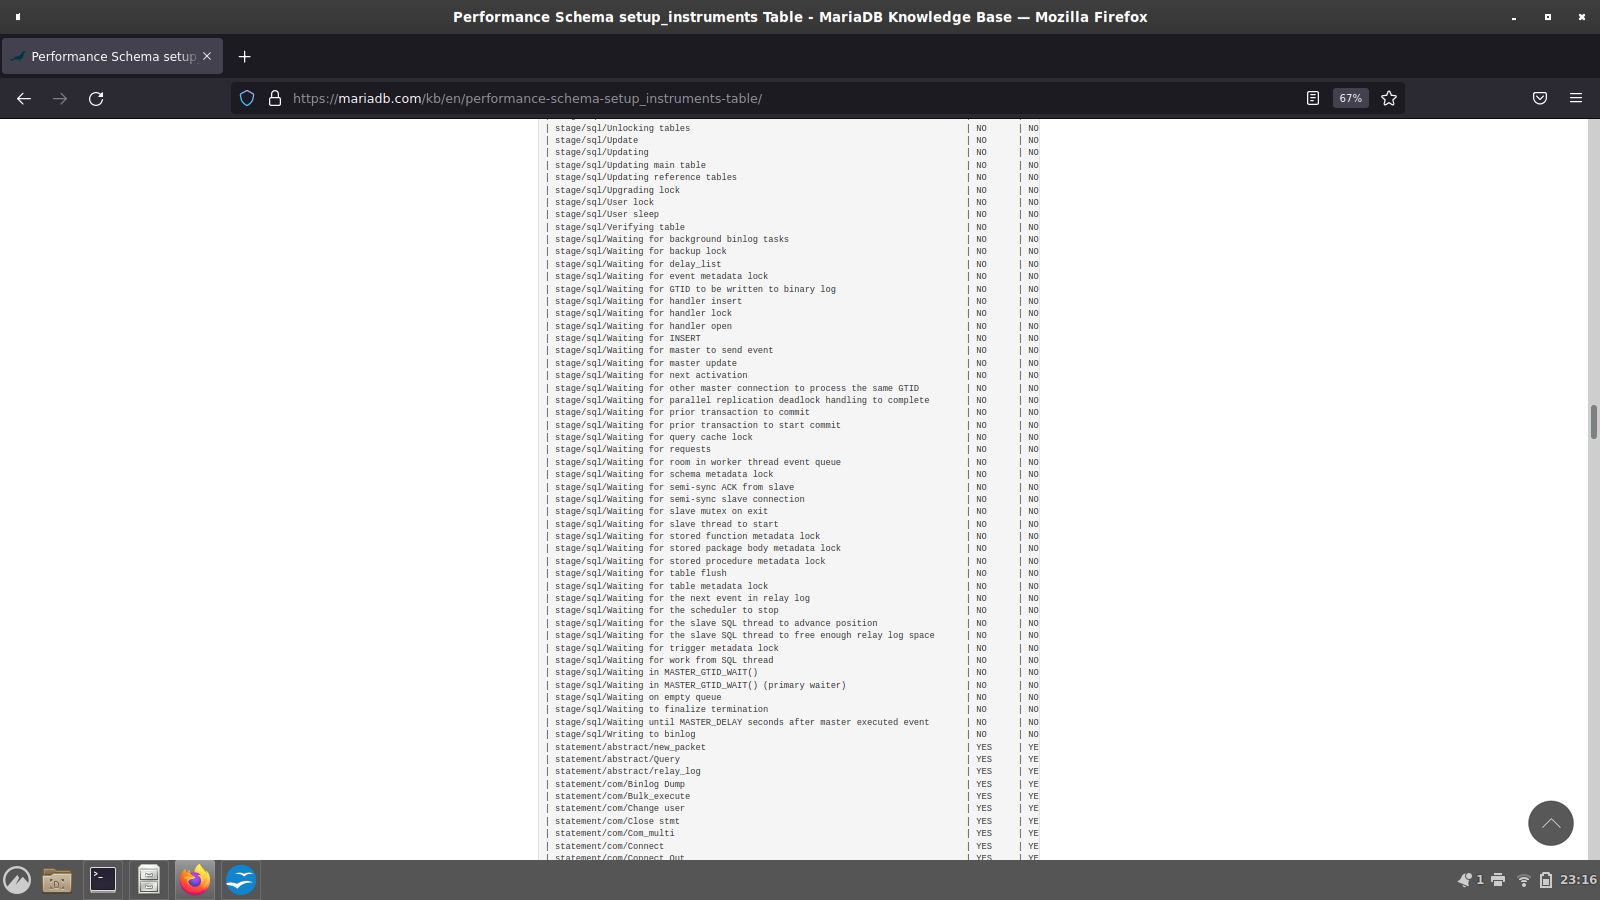 Performance Schema setup_instruments Table - MariaDB Knowledge Base — Mozilla Firefox
Performance Schema setup_
https://mariadb.com/kb/en/performance-schema-setup_instruments-table/
67%
| stage/sql/Unlocking tables | NO | NO
| stage/sql/Update | NO | NO
| stage/sql/Updating | NO | NO
| stage/sql/Updating main table | NO | NO
| stage/sql/Updating reference tables | NO | NO
| stage/sql/Upgrading lock | NO | NO
| stage/sql/User lock | NO | NO
| stage/sql/User sleep | NO | NO
| stage/sql/Verifying table | NO | NO
| stage/sql/Waiting for background binlog tasks | NO | NO
| stage/sql/Waiting for backup lock | NO | NO
| stage/sql/Waiting for delay_list | NO | NO
| stage/sql/Waiting for event metadata lock | NO | NO
| stage/sql/Waiting for GTID to be written to binary log | NO | NO
| stage/sql/Waiting for handler insert | NO | NO
| stage/sql/Waiting for handler lock | NO | NO
| stage/sql/Waiting for handler open | NO | NO
| stage/sql/Waiting for INSERT | NO | NO
| stage/sql/Waiting for master to send event | NO | NO
| stage/sql/Waiting for master update | NO | NO
| stage/sql/Waiting for next activation | NO | NO
| stage/sql/Waiting for other master connection to process the same GTID | NO | NO
| stage/sql/Waiting for parallel replication deadlock handling to complete | NO | NO
| stage/sql/Waiting for prior transaction to commit | NO | NO
| stage/sql/Waiting for prior transaction to start commit | NO | NO
| stage/sql/Waiting for query cache lock | NO | NO
| stage/sql/Waiting for requests | NO | NO
| stage/sql/Waiting for room in worker thread event queue | NO | NO
| stage/sql/Waiting for schema metadata lock | NO | NO
| stage/sql/Waiting for semi-sync ACK from slave | NO | NO
| stage/sql/Waiting for semi-sync slave connection | NO | NO
| stage/sql/Waiting for slave mutex on exit | NO | NO
| stage/sql/Waiting for slave thread to start | NO | NO
| stage/sql/Waiting for stored function metadata lock | NO | NO
| stage/sql/Waiting for stored package body metadata lock | NO | NO
| stage/sql/Waiting for stored procedure metadata lock | NO | NO
| stage/sql/Waiting for table flush | NO | NO
| stage/sql/Waiting for table metadata lock | NO | NO
| stage/sql/Waiting for the next event in relay log | NO | NO
| stage/sql/Waiting for the scheduler to stop | NO | NO
| stage/sql/Waiting for the slave SQL thread to advance position | NO | NO
| stage/sql/Waiting for the slave SQL thread to free enough relay log space | NO | NO
| stage/sql/Waiting for trigger metadata lock | NO | NO
| stage/sql/Waiting for work from SQL thread | NO | NO
| stage/sql/Waiting in MASTER_GTID_WAIT() | NO | NO
| stage/sql/Waiting in MASTER_GTID_WAIT() (primary waiter) | NO | NO
| stage/sql/Waiting on empty queue | NO | NO
| stage/sql/Waiting to finalize termination | NO | NO
| stage/sql/Waiting until MASTER_DELAY seconds after master executed event | NO | NO
| stage/sql/Writing to binlog | NO | NO
| statement/abstract/new_packet | YES | YE
| statement/abstract/Query | YES | YE
| statement/abstract/relay_log | YES | YE
| statement/com/Binlog Dump | YES | YE
| statement/com/Bulk_execute | YES | YE
| statement/com/Change user | YES | YE
| statement/com/Close stmt | YES | YE
| statement/com/Com_multi | YES | YE
| statement/com/Connect | YES | YE
| statement/com/Connect Out | YES | YE
1
23:16